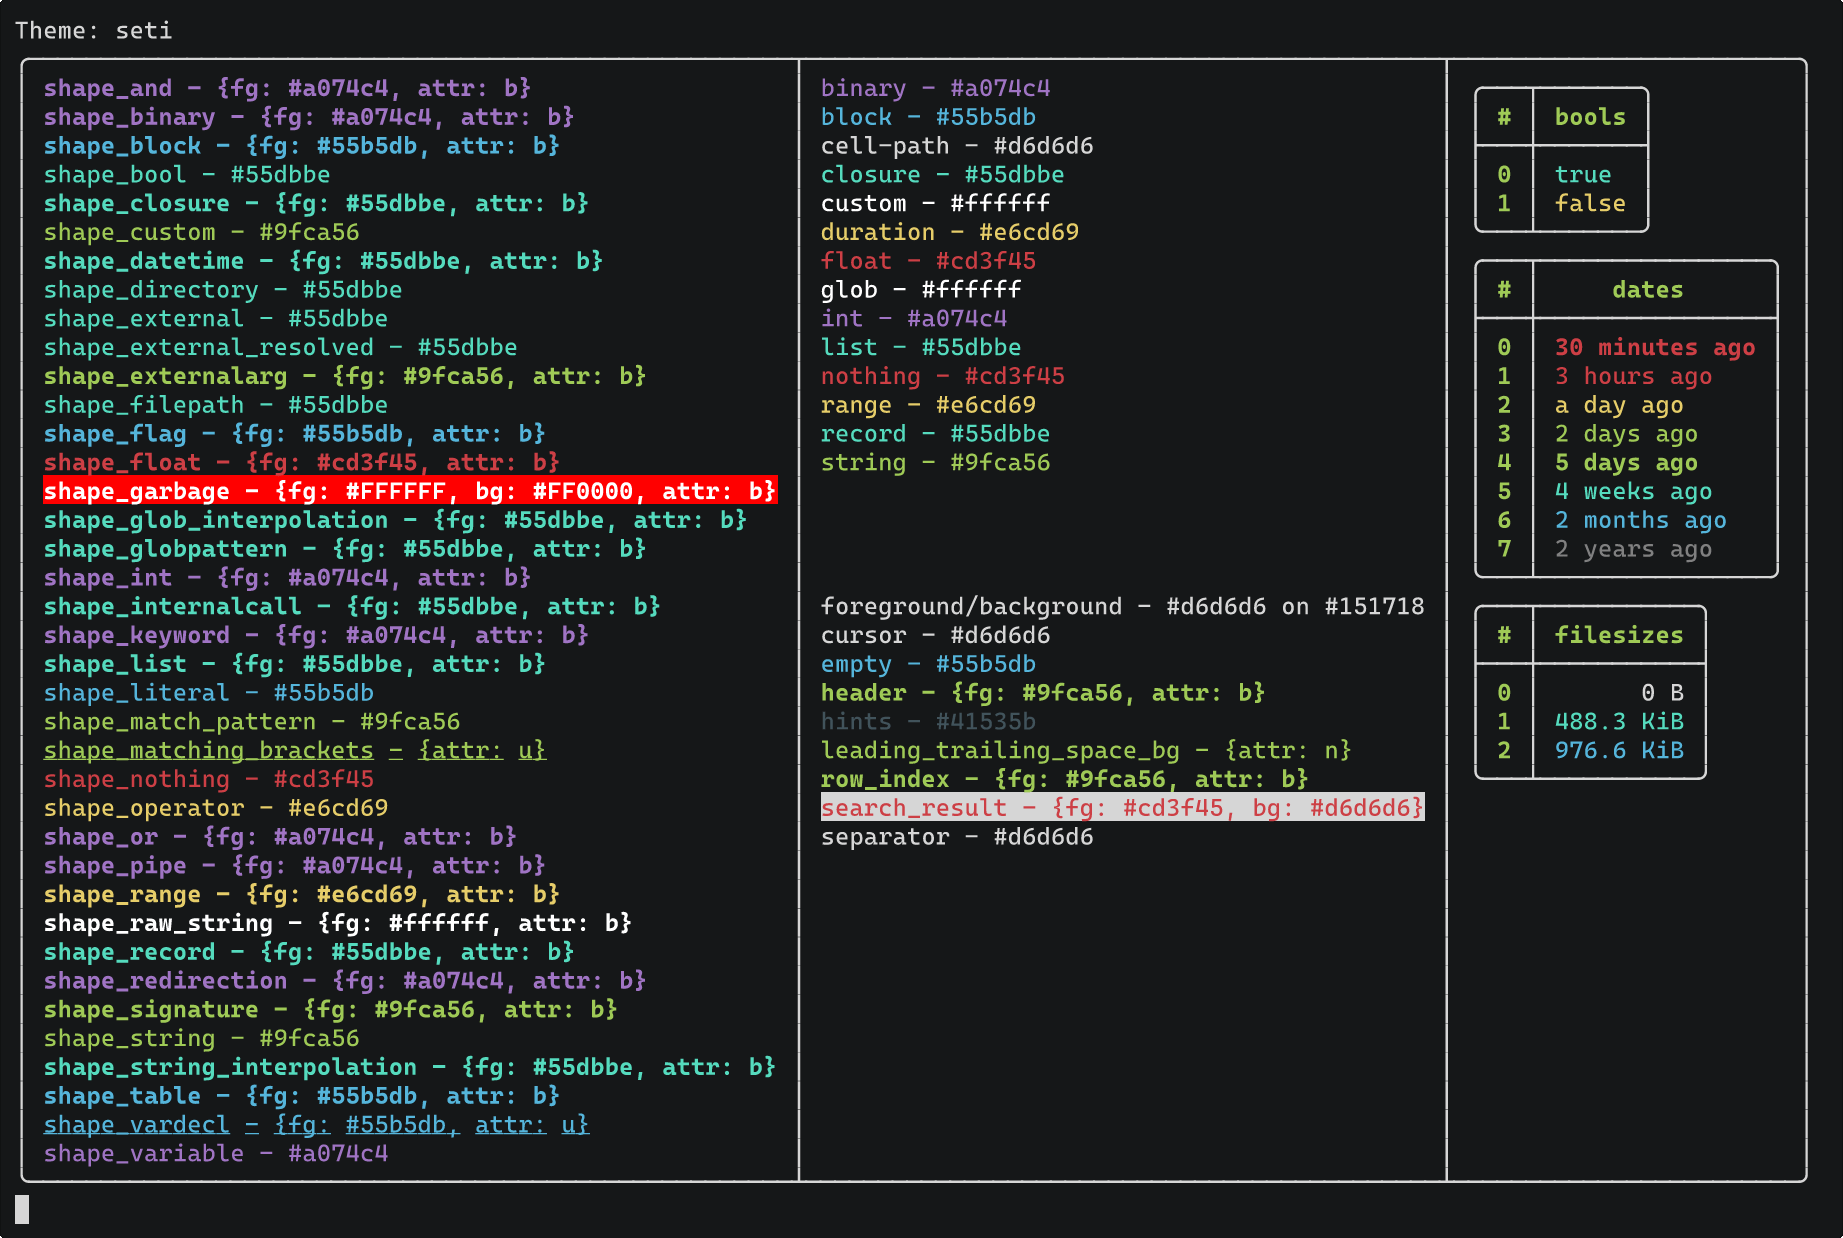 Theme: seti
shape_and - {fg: #a074c4, attr: b}
shape_binary - {fg: #a074c4, attr: b}
shape_block - {fg: #55b5db, attr: b}
shape_bool - #55dbbe
shape_closure - {fg: #55dbbe, attr: b}
shape_custom - #9fca56
shape_datetime - {fg: #55dbbe, attr: b}
shape_directory - #55dbbe
shape_external - #55dbbe
shape_external_resolved - #55dbbe
shape_externalarg - {fg: #9fca56, attr: b}
shape_filepath - #55dbbe
shape_flag - {fg: #55b5db, attr: b}
shape_float - {fg: #cd3f45, attr: b}
shape_garbage - {fg: #FFFFFF, bg: #FF0000, attr: b}
shape_glob_interpolation - {fg: #55dbbe, attr: b}
shape_globpattern - {fg: #55dbbe, attr: b}
shape_int - {fg: #a074c4, attr: b}
shape_internalcall - {fg: #55dbbe, attr: b}
shape_keyword - {fg: #a074c4, attr: b}
shape_list - {fg: #55dbbe, attr: b}
shape_literal - #55b5db
shape_match_pattern - #9fca56
shape_matching_brackets - {attr: u}
shape_nothing - #cd3f45
shape_operator - #e6cd69
shape_or - {fg: #a074c4, attr: b}
shape_pipe - {fg: #a074c4, attr: b}
shape_range - {fg: #e6cd69, attr: b}
shape_raw_string - {fg: #ffffff, attr: b}
shape_record - {fg: #55dbbe, attr: b}
shape_redirection - {fg: #a074c4, attr: b}
shape_signature - {fg: #9fca56, attr: b}
shape_string - #9fca56
shape_string_interpolation - {fg: #55dbbe, attr: b}
shape_table - {fg: #55b5db, attr: b}
shape_vardecl - {fg: #55b5db, attr: u}
shape_variable - #a074c4
binary - #a074c4
block - #55b5db
cell-path - #d6d6d6
closure - #55dbbe
custom - #ffffff
duration - #e6cd69
float - #cd3f45
glob - #ffffff
int - #a074c4
list - #55dbbe
nothing - #cd3f45
range - #e6cd69
record - #55dbbe
string - #9fca56
foreground/background - #d6d6d6 on #151718
cursor - #d6d6d6
empty - #55b5db
header - {fg: #9fca56, attr: b}
hints - #41535b
leading_trailing_space_bg - {attr: n}
row_index - {fg: #9fca56, attr: b}
search_result - {fg: #cd3f45, bg: #d6d6d6}
separator - #d6d6d6
# bools
0 true
1 false
# dates
0 30 minutes ago
1 3 hours ago
2 a day ago
3 2 days ago
4 5 days ago
5 4 weeks ago
6 2 months ago
7 2 years ago
# filesizes
0 0 B
1 488.3 KiB
2 976.6 KiB